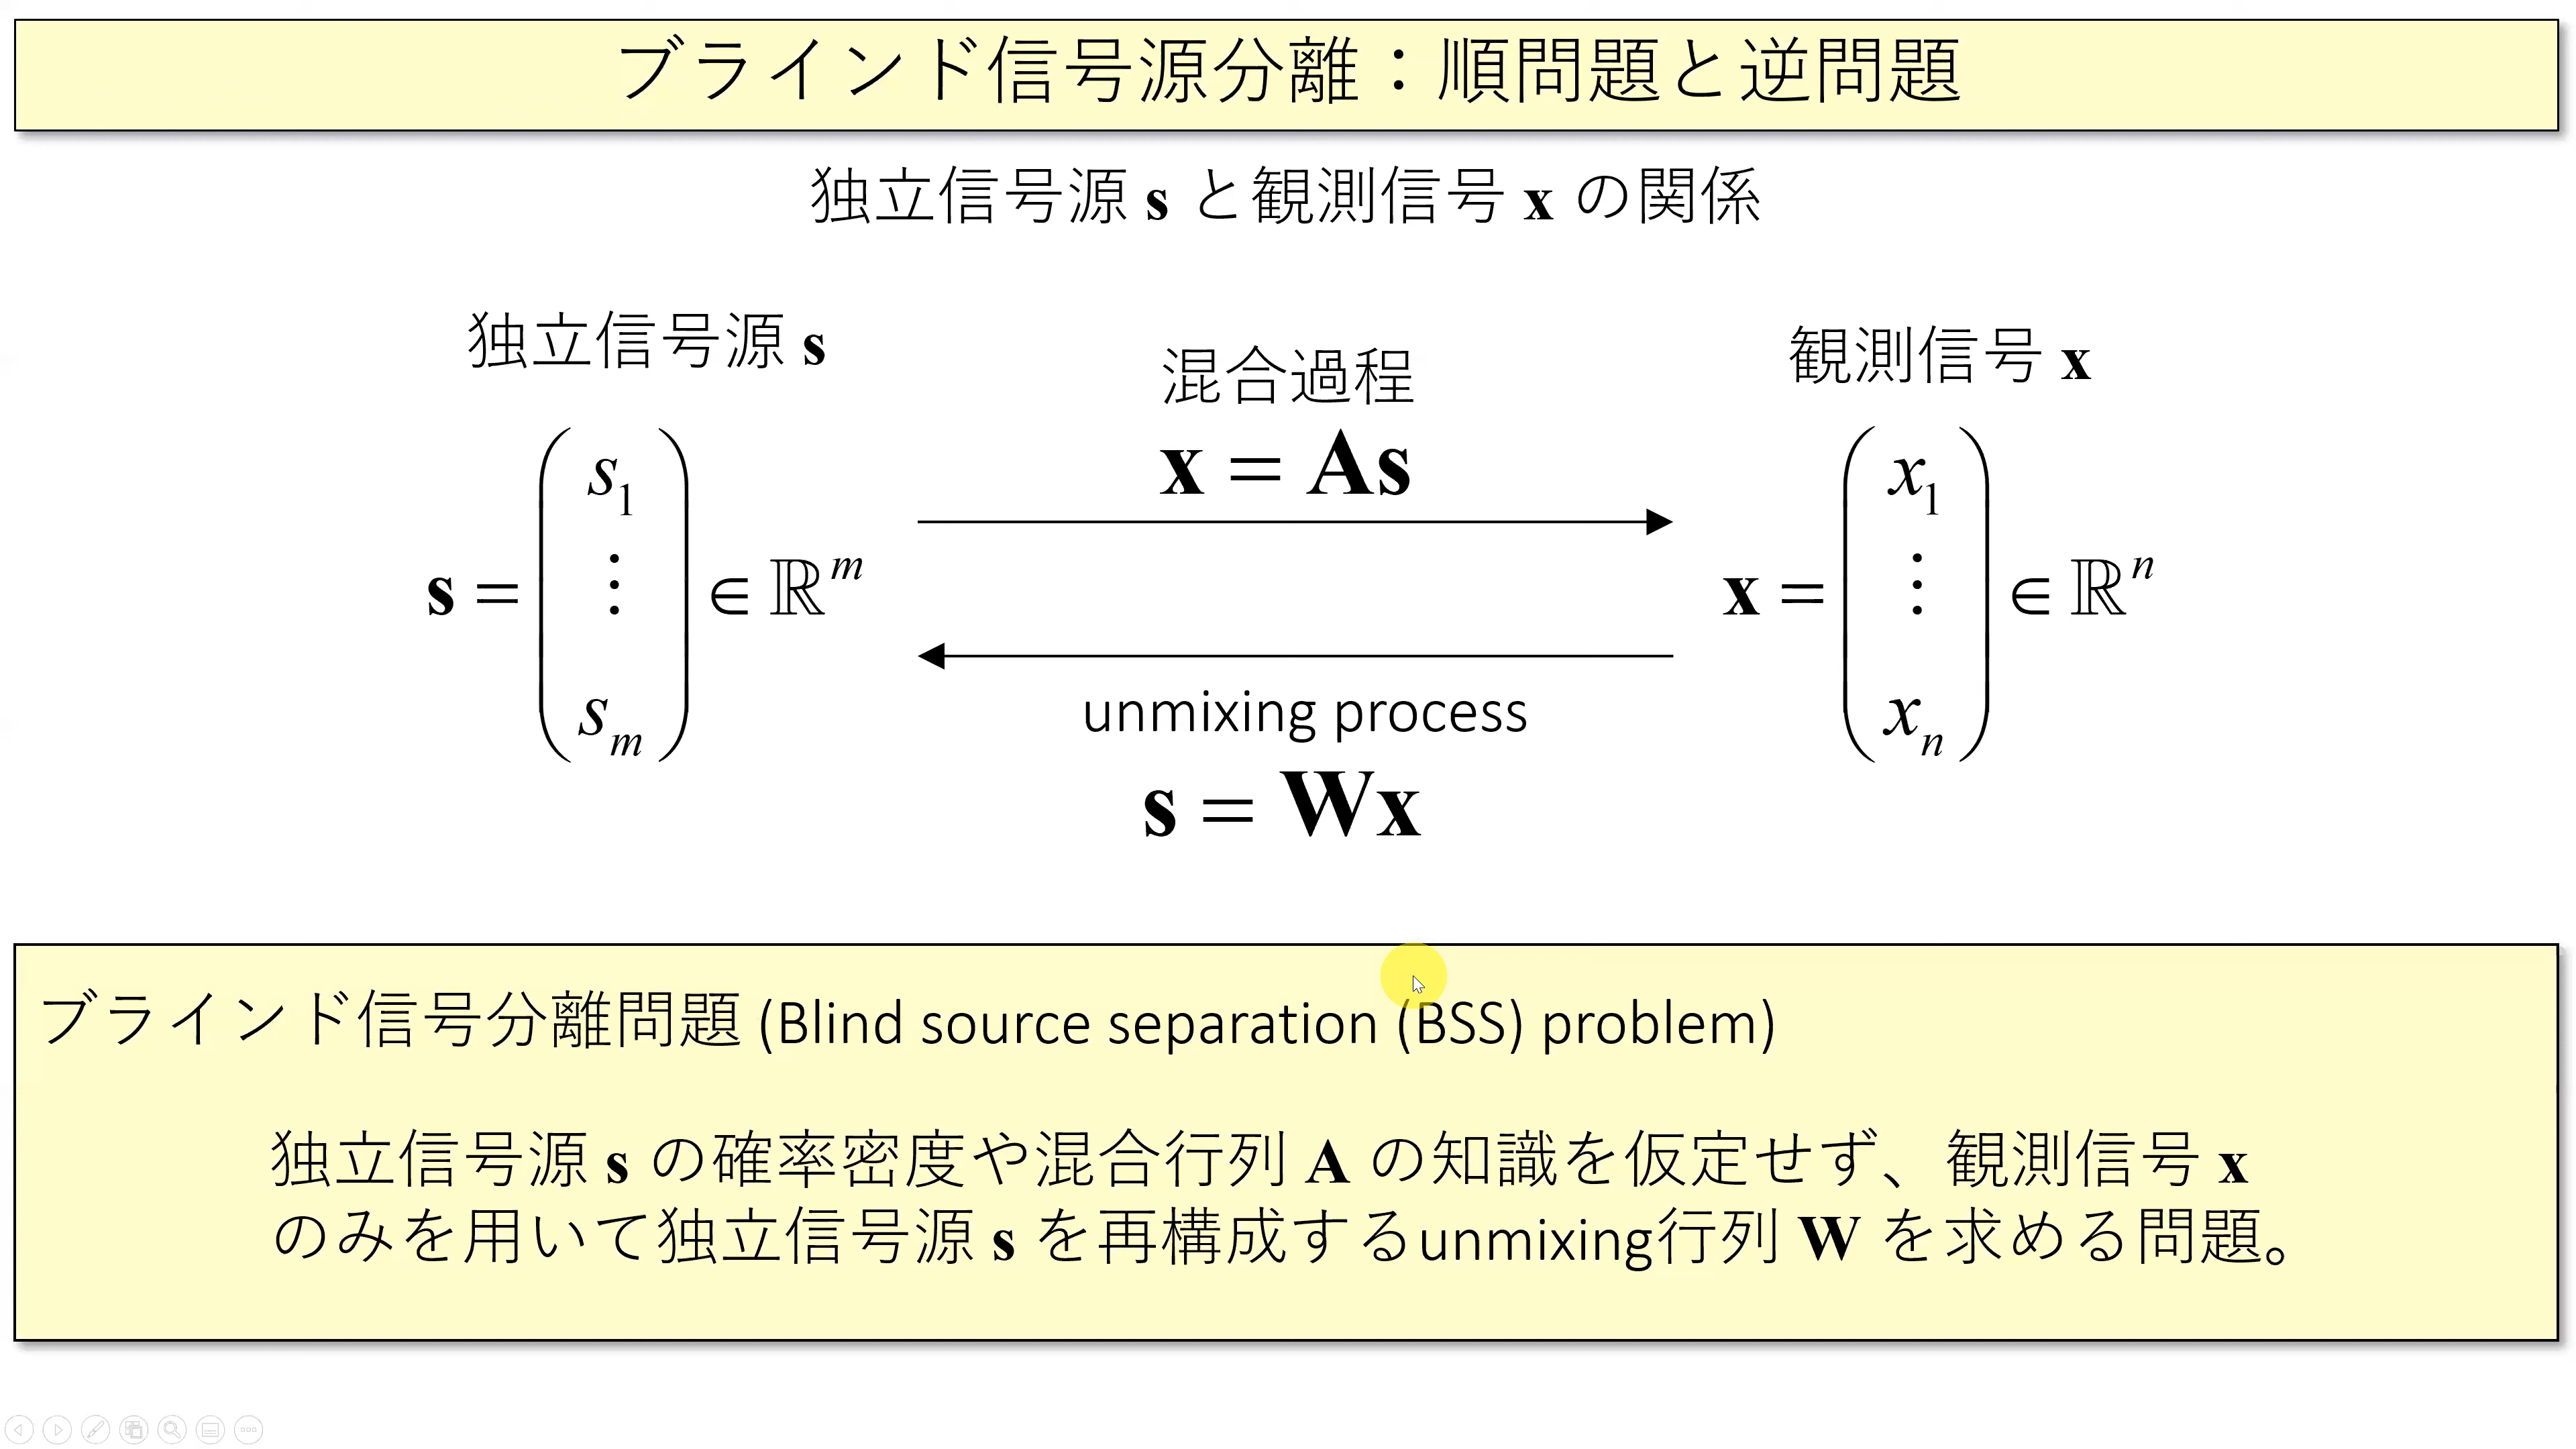 ブラインド信号源分離：順問題と逆問題
独立信号源 s と観測信号 x の関係
独立信号源 s
混合過程
観測信号 x
x = As
s = (s₁ ⋮ sₘ) ∈ ℝᵐ
x = (x₁ ⋮ xₙ) ∈ ℝⁿ
unmixing process
s = Wx
ブラインド信号分離問題 (Blind source separation (BSS) problem)
独立信号源 s の確率密度や混合行列 A の知識を仮定せず、観測信号 x
のみを用いて独立信号源 s を再構成するunmixing行列 W を求める問題。